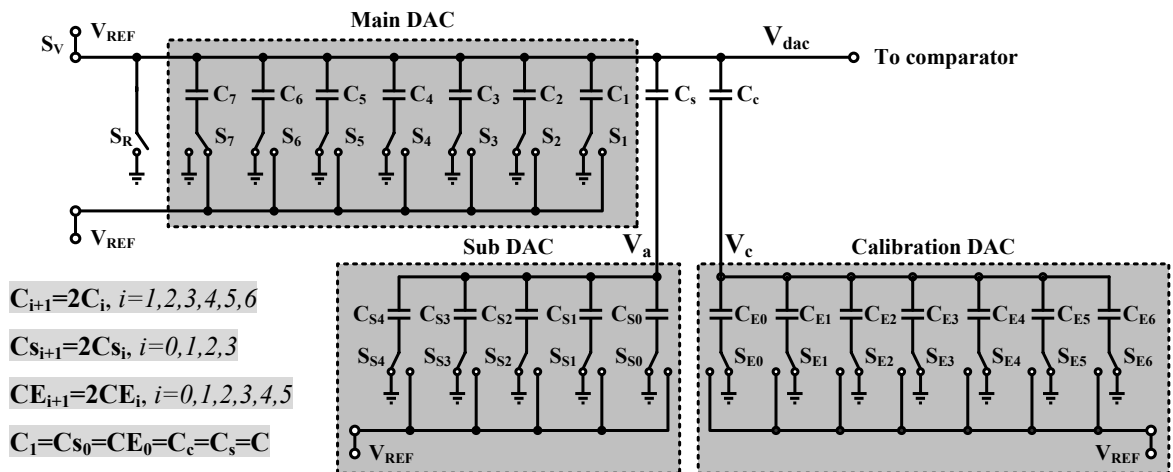 Main DAC
S_V V_REF
V_dac
To comparator
C_7 C_6 C_5 C_4 C_3 C_2 C_1 C_s C_c
S_R S_7 S_6 S_5 S_4 S_3 S_2 S_1
V_REF
Sub DAC V_a V_c Calibration DAC
C_S4 C_S3 C_S2 C_S1 C_S0 C_E0 C_E1 C_E2 C_E3 C_E4 C_E5 C_E6
S_S4 S_S3 S_S2 S_S1 S_S0 S_E0 S_E1 S_E2 S_E3 S_E4 S_E5 S_E6
V_REF V_REF
C_i+1=2C_i, i=1,2,3,4,5,6
Cs_i+1=2Cs_i, i=0,1,2,3
CE_i+1=2CE_i, i=0,1,2,3,4,5
C_1=Cs_0=CE_0=C_c=C_s=C